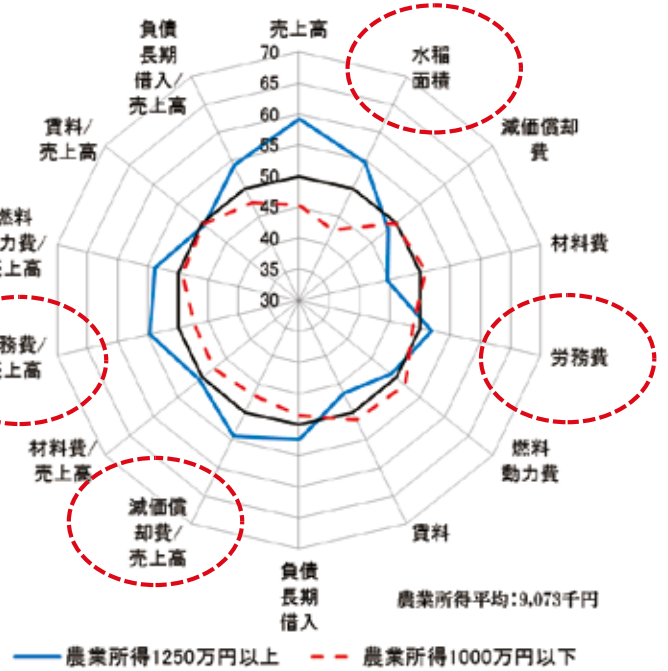 売上高
水稲
面積
減価償却
費
材料費
労務費
燃料
動力費
賃料
負債
長期
借入
減価償
却費/
売上高
材料費/
売上高
務費/
上高
燃料
力費/
上高
賃料/
売上高
負債
長期
借入/
売上高
70
65
60
55
50
45
40
35
30
農業所得平均:9,073千円
農業所得1250万円以上
農業所得1000万円以下